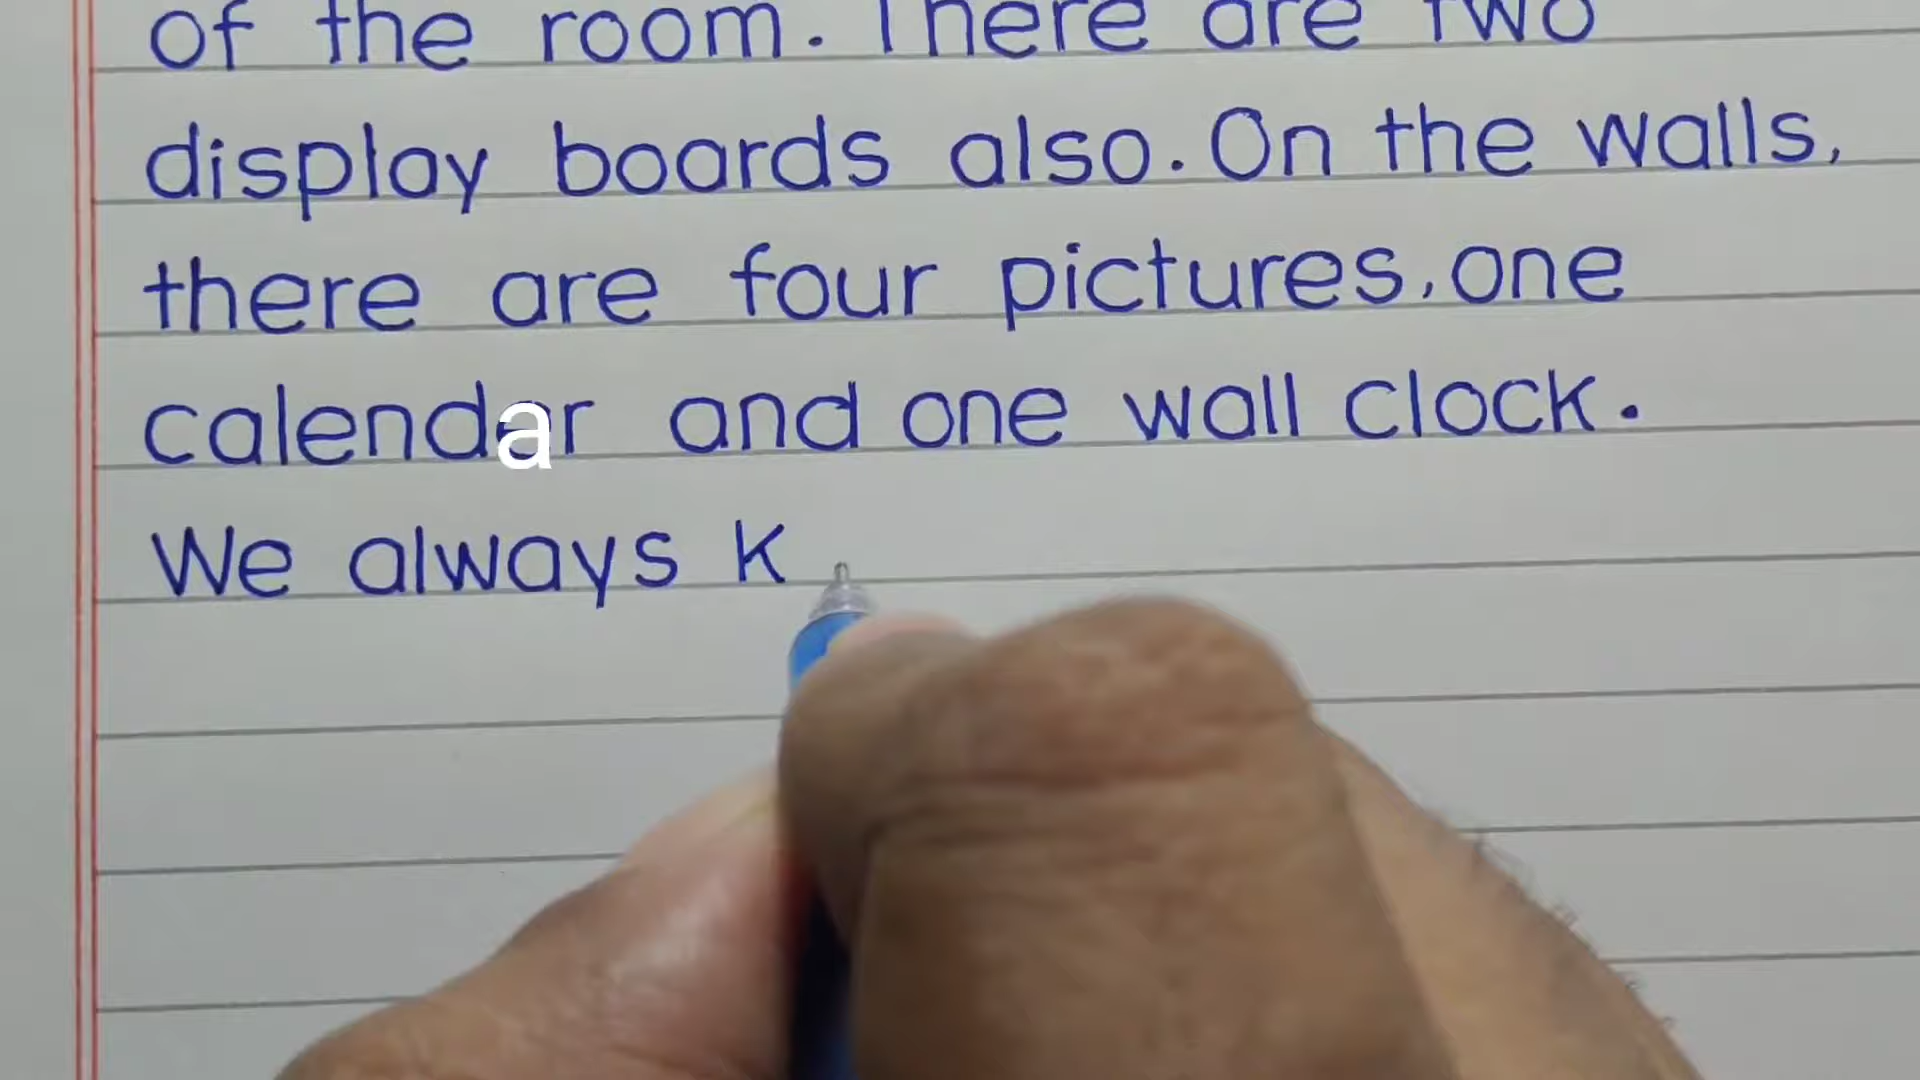 of the room. There are two
display boards also. On the walls,
there are four pictures, one
calendar and one wall clock.
We always k